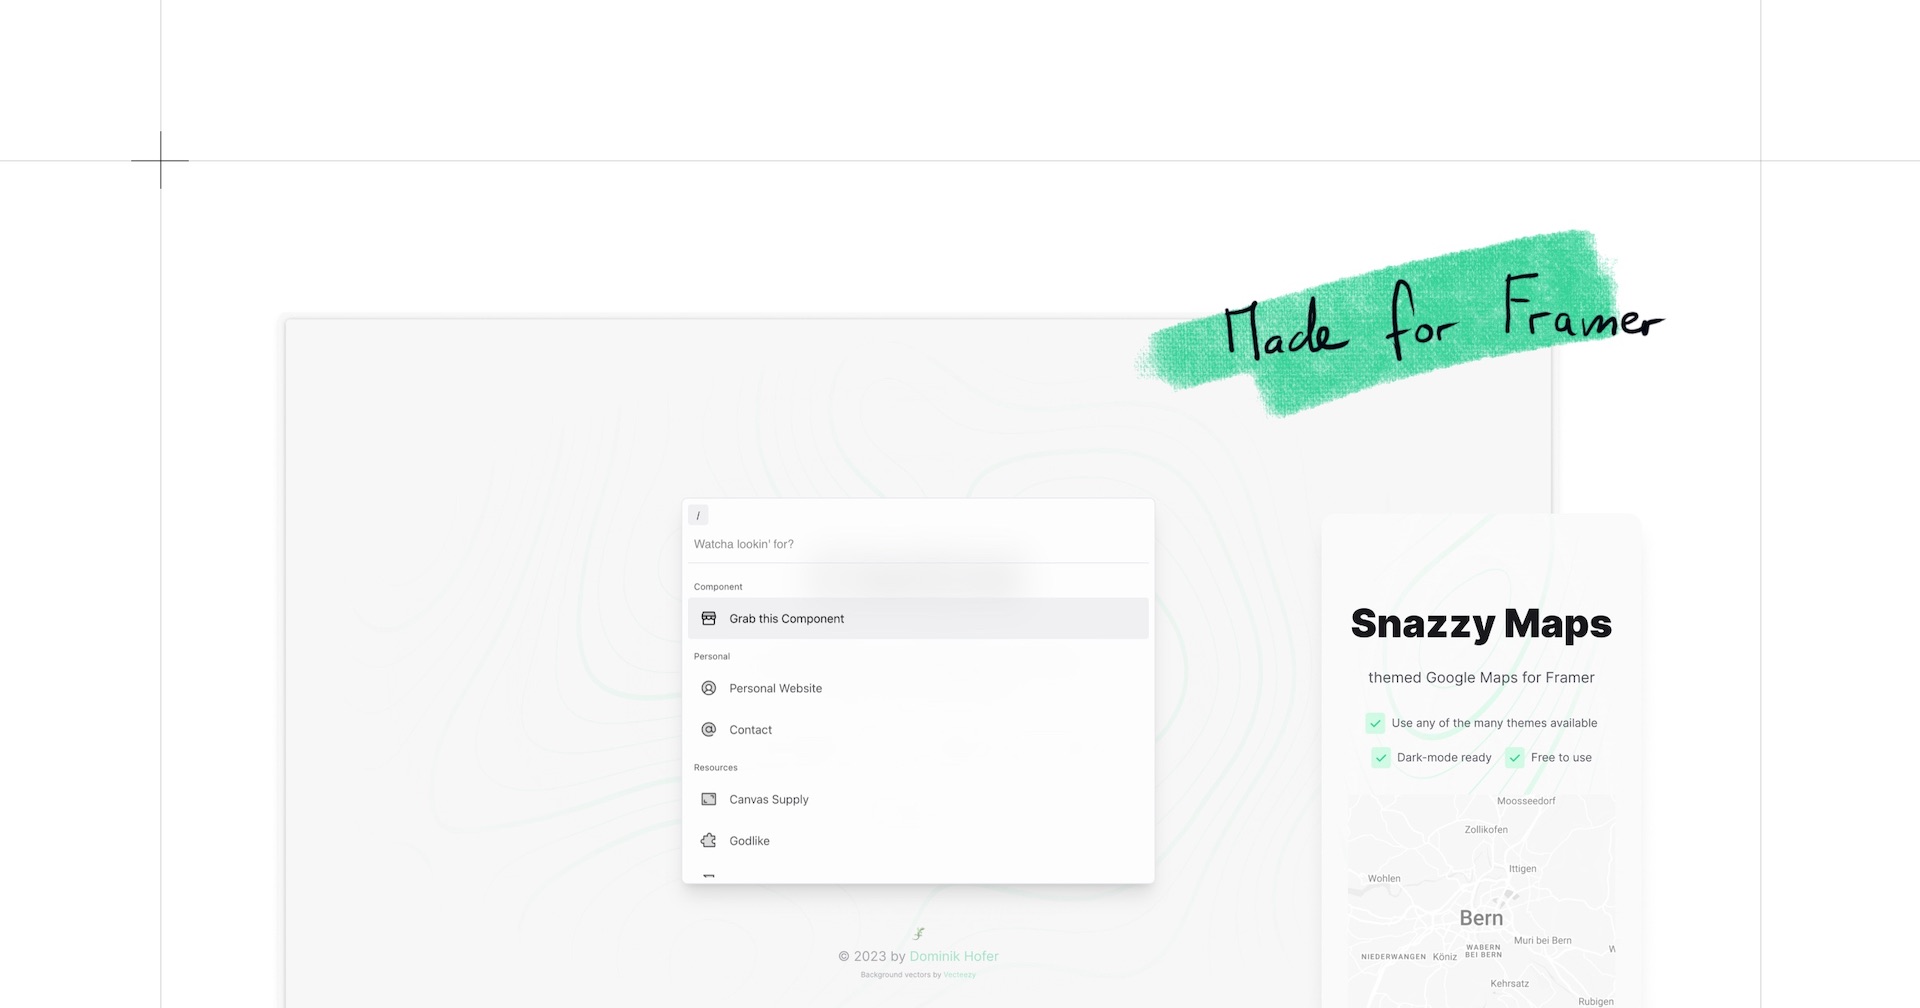 Made for Framer
/
Watcha lookin' for?
Component
Grab this Component
Personal
Personal Website
Contact
Resources
Canvas Supply
Godlike
© 2023 by Dominik Hofer
Background vectors by Vecteezy
Snazzy Maps
themed Google Maps for Framer
Use any of the many themes available
Dark-mode ready Free to use
Moosseedorf
Zollikofen
Ittigen
Wohlen
Bern
Muri bei Bern
WABERN
BEI BERN
NIEDERWANGEN Köniz
Kehrsatz
Rubigen